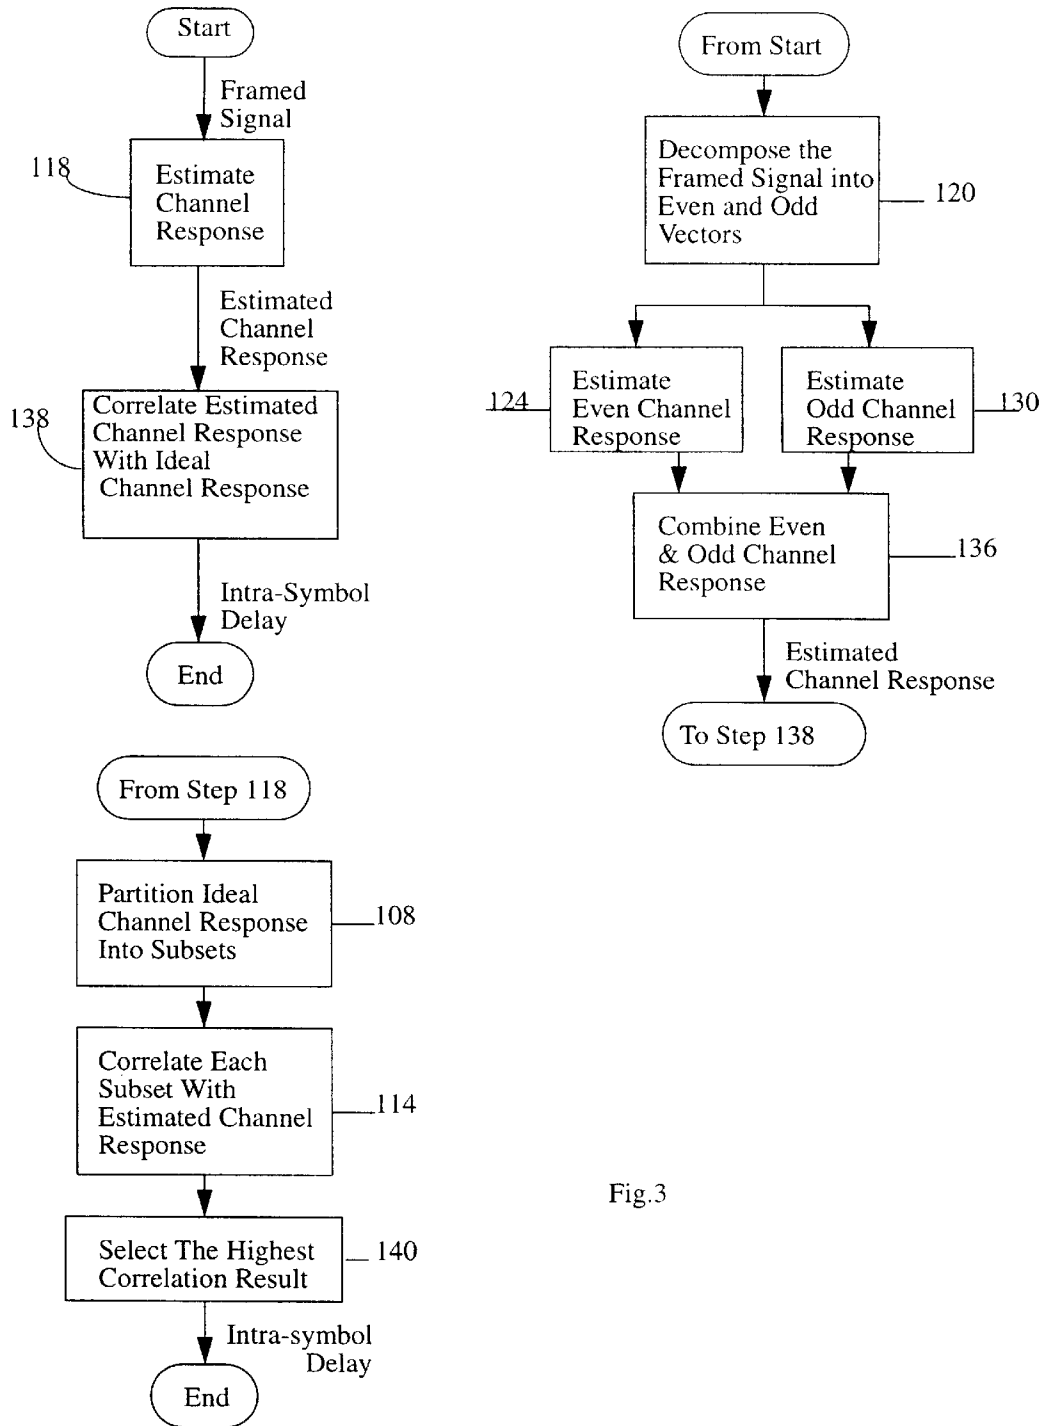 Start
Framed
Signal
118
Estimate
Channel
Response
Estimated
Channel
Response
138
Correlate Estimated
Channel Response
With Ideal
Channel Response
Intra-Symbol
Delay
End
From Start
Decompose the
Framed Signal into
Even and Odd
Vectors
120
124
Estimate
Even Channel
Response
Estimate
Odd Channel
Response
130
Combine Even
& Odd Channel
Response
136
Estimated
Channel Response
To Step 138
From Step 118
Partition Ideal
Channel Response
Into Subsets
108
Correlate Each
Subset With
Estimated Channel
Response
114
Select The Highest
Correlation Result
140
Intra-symbol
Delay
End
Fig.3